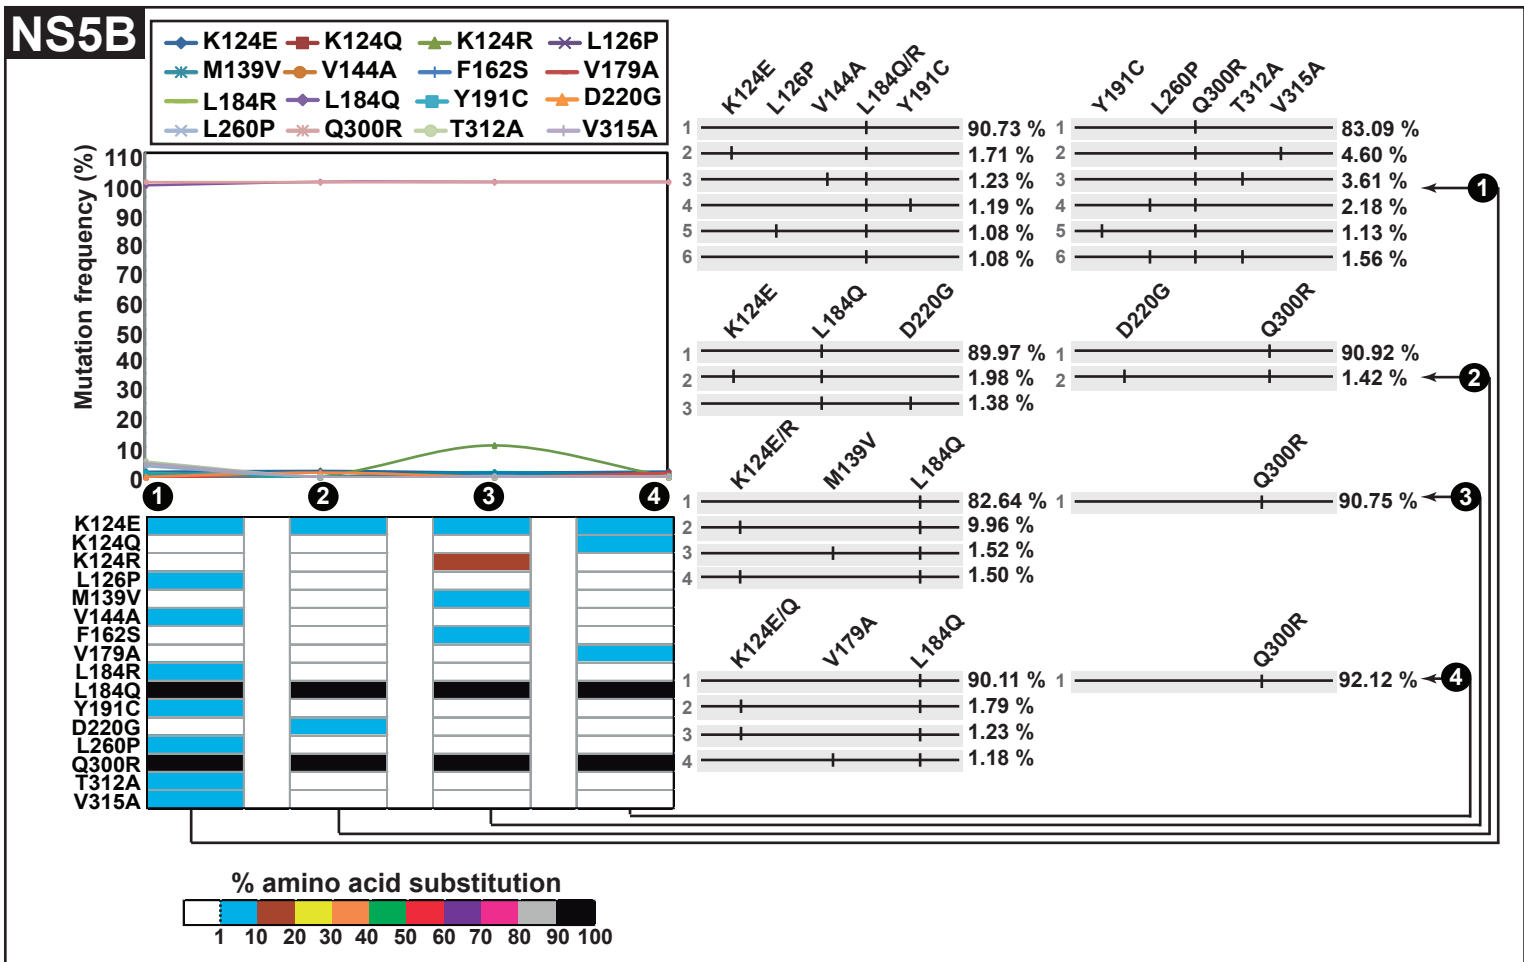 NS5B
K124E K124Q K124R L126P
M139V V144A F162S V179A
L184R L184Q Y191C D220G
L260P Q300R T312A V315A
Mutation frequency (%)
110
100
90
80
70
60
50
40
30
20
10
0
1 2 3 4
K124E
K124Q
K124R
L126P
M139V
V144A
F162S
V179A
L184R
L184Q
Y191C
D220G
L260P
Q300R
T312A
V315A
% amino acid substitution
1 10 20 30 40 50 60 70 80 90 100
K124E L126P V144A L184Q/R Y191C
1 90.73 %
2 1.71 %
3 1.23 %
4 1.19 %
5 1.08 %
6 1.08 %
Y191C L260P Q300R T312A V315A
1 83.09 %
2 4.60 %
3 3.61 %
4 2.18 %
5 1.13 %
6 1.56 %
1
K124E L184Q D220G
1 89.97 %
2 1.98 %
3 1.38 %
D220G Q300R
1 90.92 %
2 1.42 %
2
K124E/R M139V L184Q
1 82.64 %
2 9.96 %
3 1.52 %
4 1.50 %
Q300R
1 90.75 %
3
K124E/Q V179A L184Q
1 90.11 %
2 1.79 %
3 1.23 %
4 1.18 %
Q300R
1 92.12 %
4